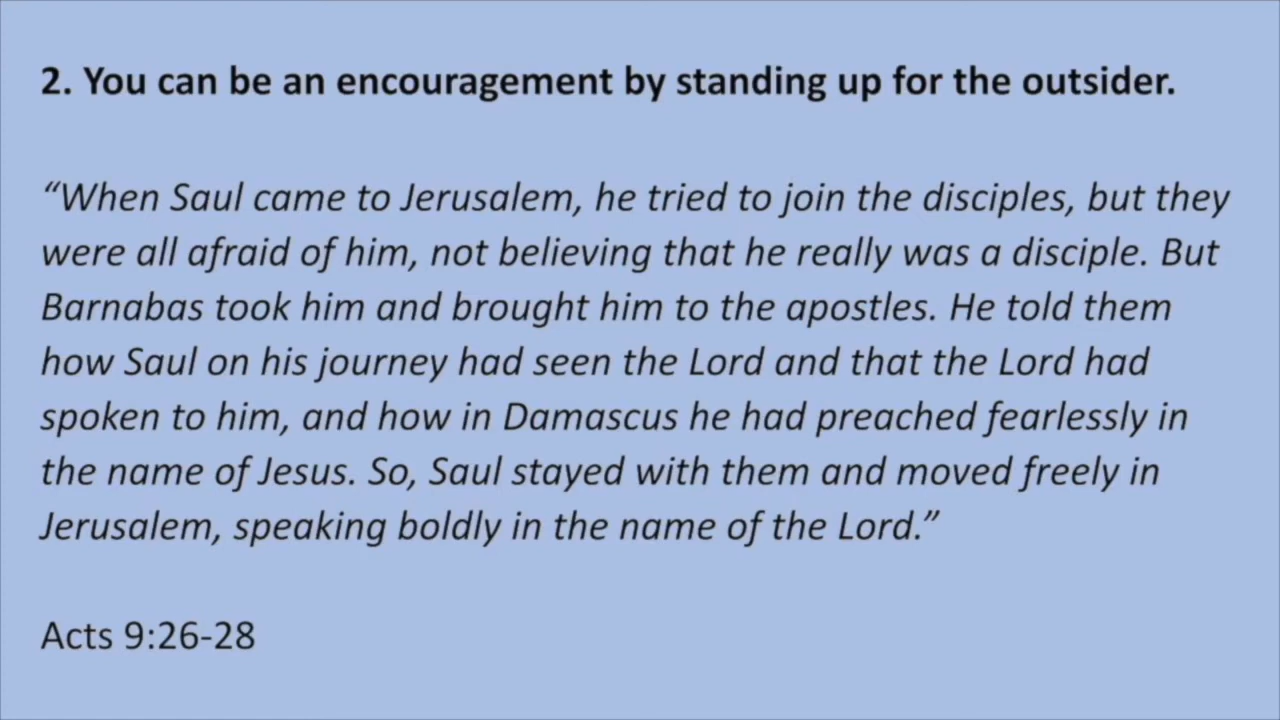 2. You can be an encouragement by standing up for the outsider.
“When Saul came to Jerusalem, he tried to join the disciples, but they
were all afraid of him, not believing that he really was a disciple. But
Barnabas took him and brought him to the apostles. He told them
how Saul on his journey had seen the Lord and that the Lord had
spoken to him, and how in Damascus he had preached fearlessly in
the name of Jesus. So, Saul stayed with them and moved freely in
Jerusalem, speaking boldly in the name of the Lord.”
Acts 9:26-28